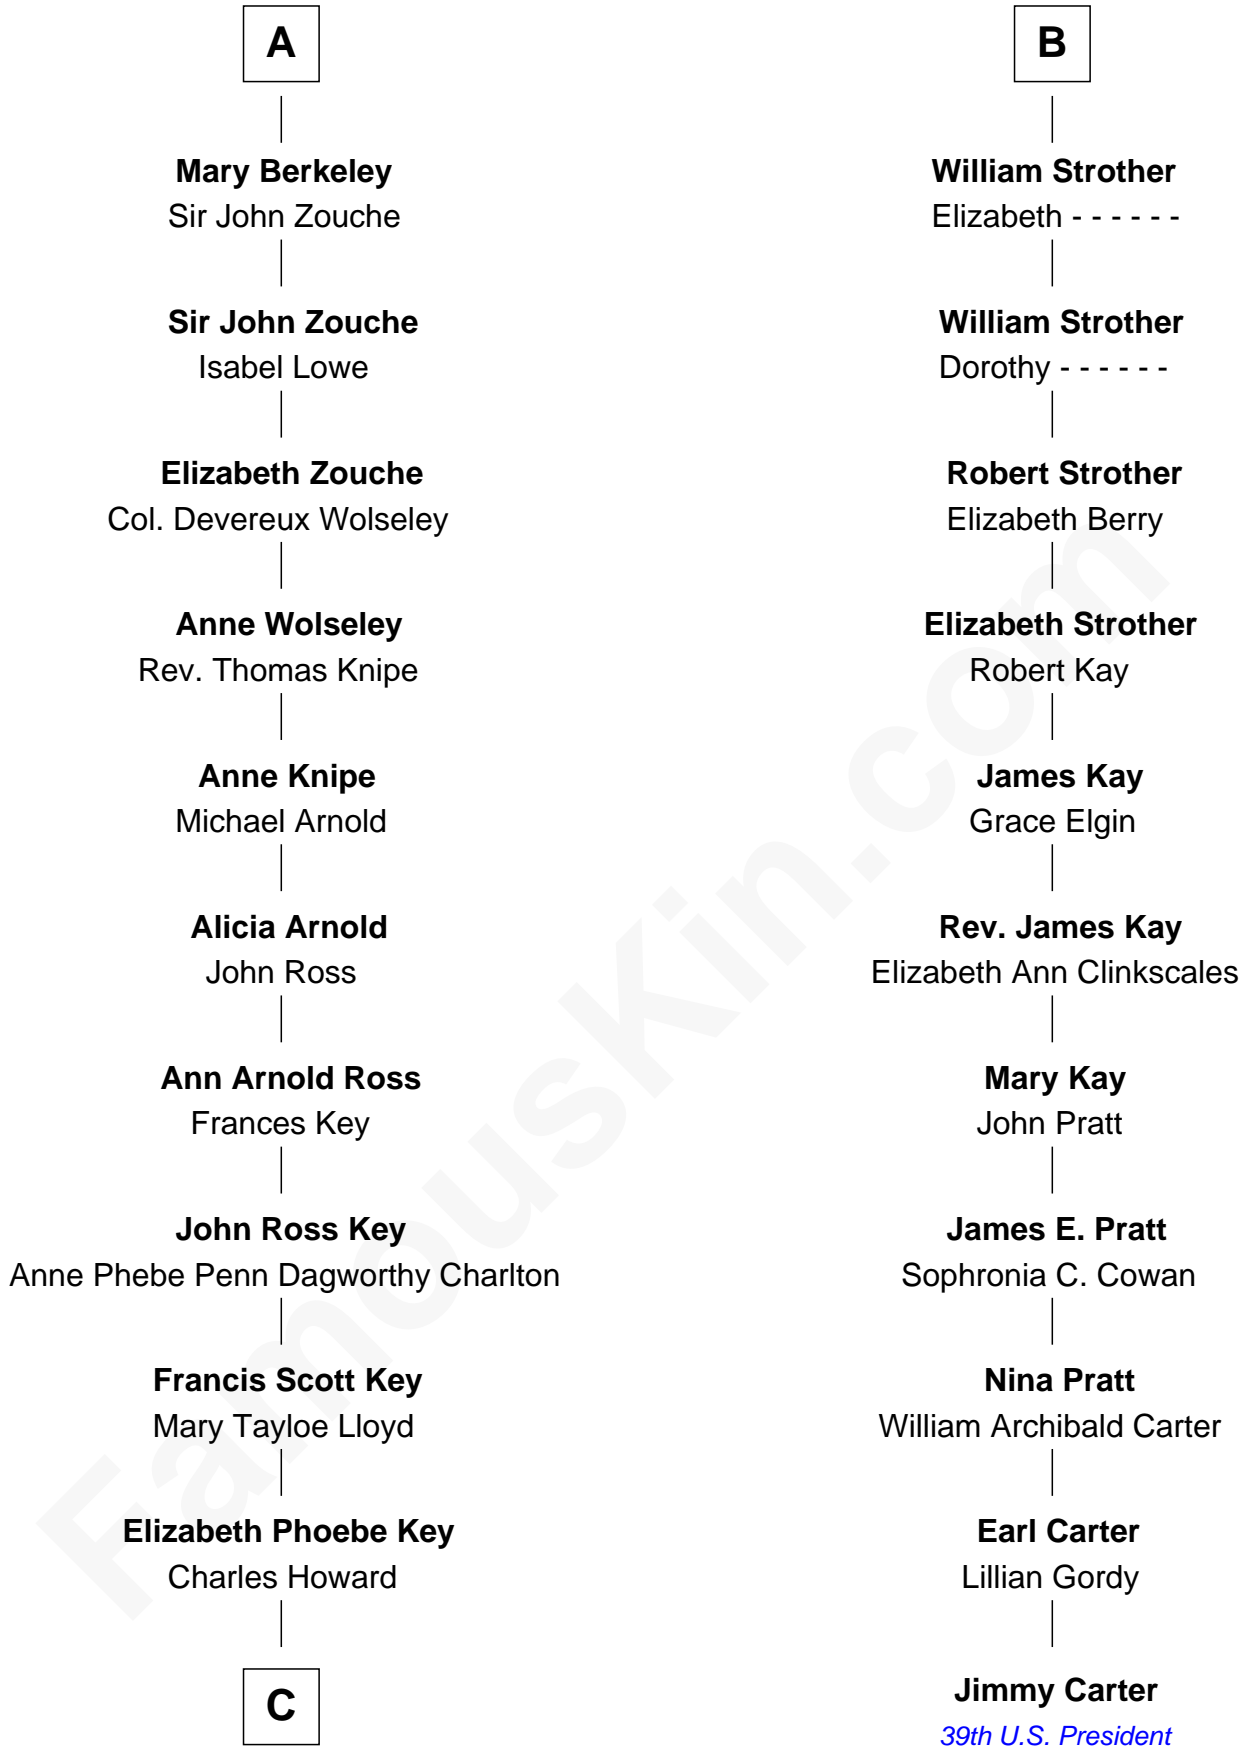 A
Mary Berkeley
Sir John Zouche
Sir John Zouche
Isabel Lowe
Elizabeth Zouche
Col. Devereux Wolseley
Anne Wolseley
Rev. Thomas Knipe
Anne Knipe
Michael Arnold
Alicia Arnold
John Ross
Ann Arnold Ross
Frances Key
John Ross Key
Anne Phebe Penn Dagworthy Charlton
Francis Scott Key
Mary Tayloe Lloyd
Elizabeth Phoebe Key
Charles Howard
C
B
William Strother
Elizabeth - - - - - -
William Strother
Dorothy - - - - - -
Robert Strother
Elizabeth Berry
Elizabeth Strother
Robert Kay
James Kay
Grace Elgin
Rev. James Kay
Elizabeth Ann Clinkscales
Mary Kay
John Pratt
James E. Pratt
Sophronia C. Cowan
Nina Pratt
William Archibald Carter
Earl Carter
Lillian Gordy
Jimmy Carter
39th U.S. President
FamousKin.com